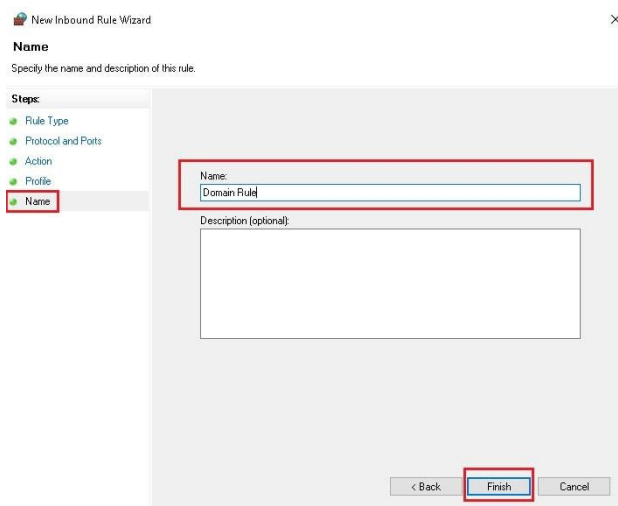 New Inbound Rule Wizard
Name
Specify the name and description of this rule.
Steps:
Rule Type
Protocol and Ports
Action
Profile
Name
Name:
Domain Rule
Description (optional):
< Back Finish Cancel